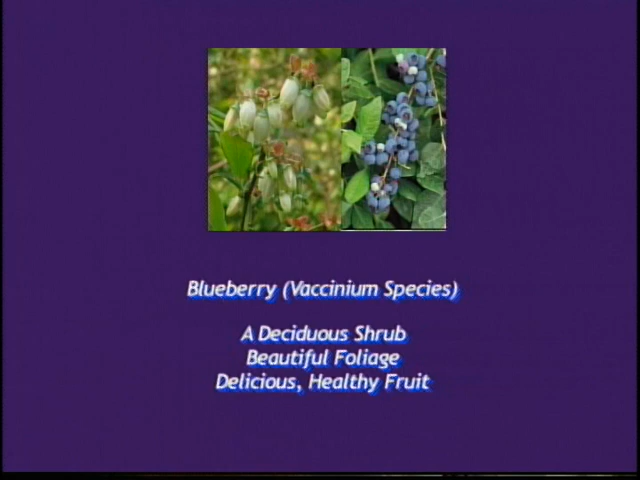 Blueberry (Vaccinium Species)
A Deciduous Shrub
Beautiful Foliage
Delicious, Healthy Fruit